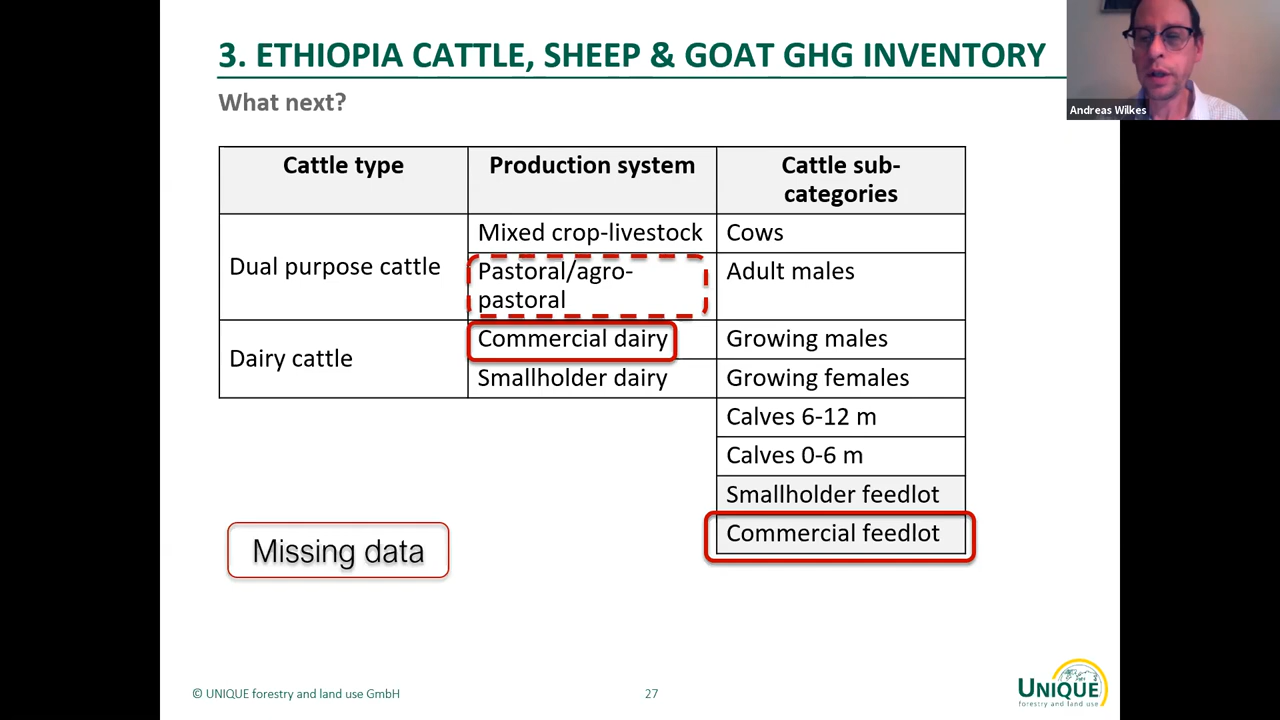 3. ETHIOPIA CATTLE, SHEEP & GOAT GHG INVENTORY
What next?
Andreas Wilkes
Cattle type
Production system
Cattle sub-
categories
Dual purpose cattle
Mixed crop-livestock
Cows
Pastoral/agro-
pastoral
Adult males
Dairy cattle
Commercial dairy
Growing males
Smallholder dairy
Growing females
Calves 6-12 m
Calves 0-6 m
Smallholder feedlot
Commercial feedlot
Missing data
© UNIQUE forestry and land use GmbH
27
UNIQUE
forestry and land use